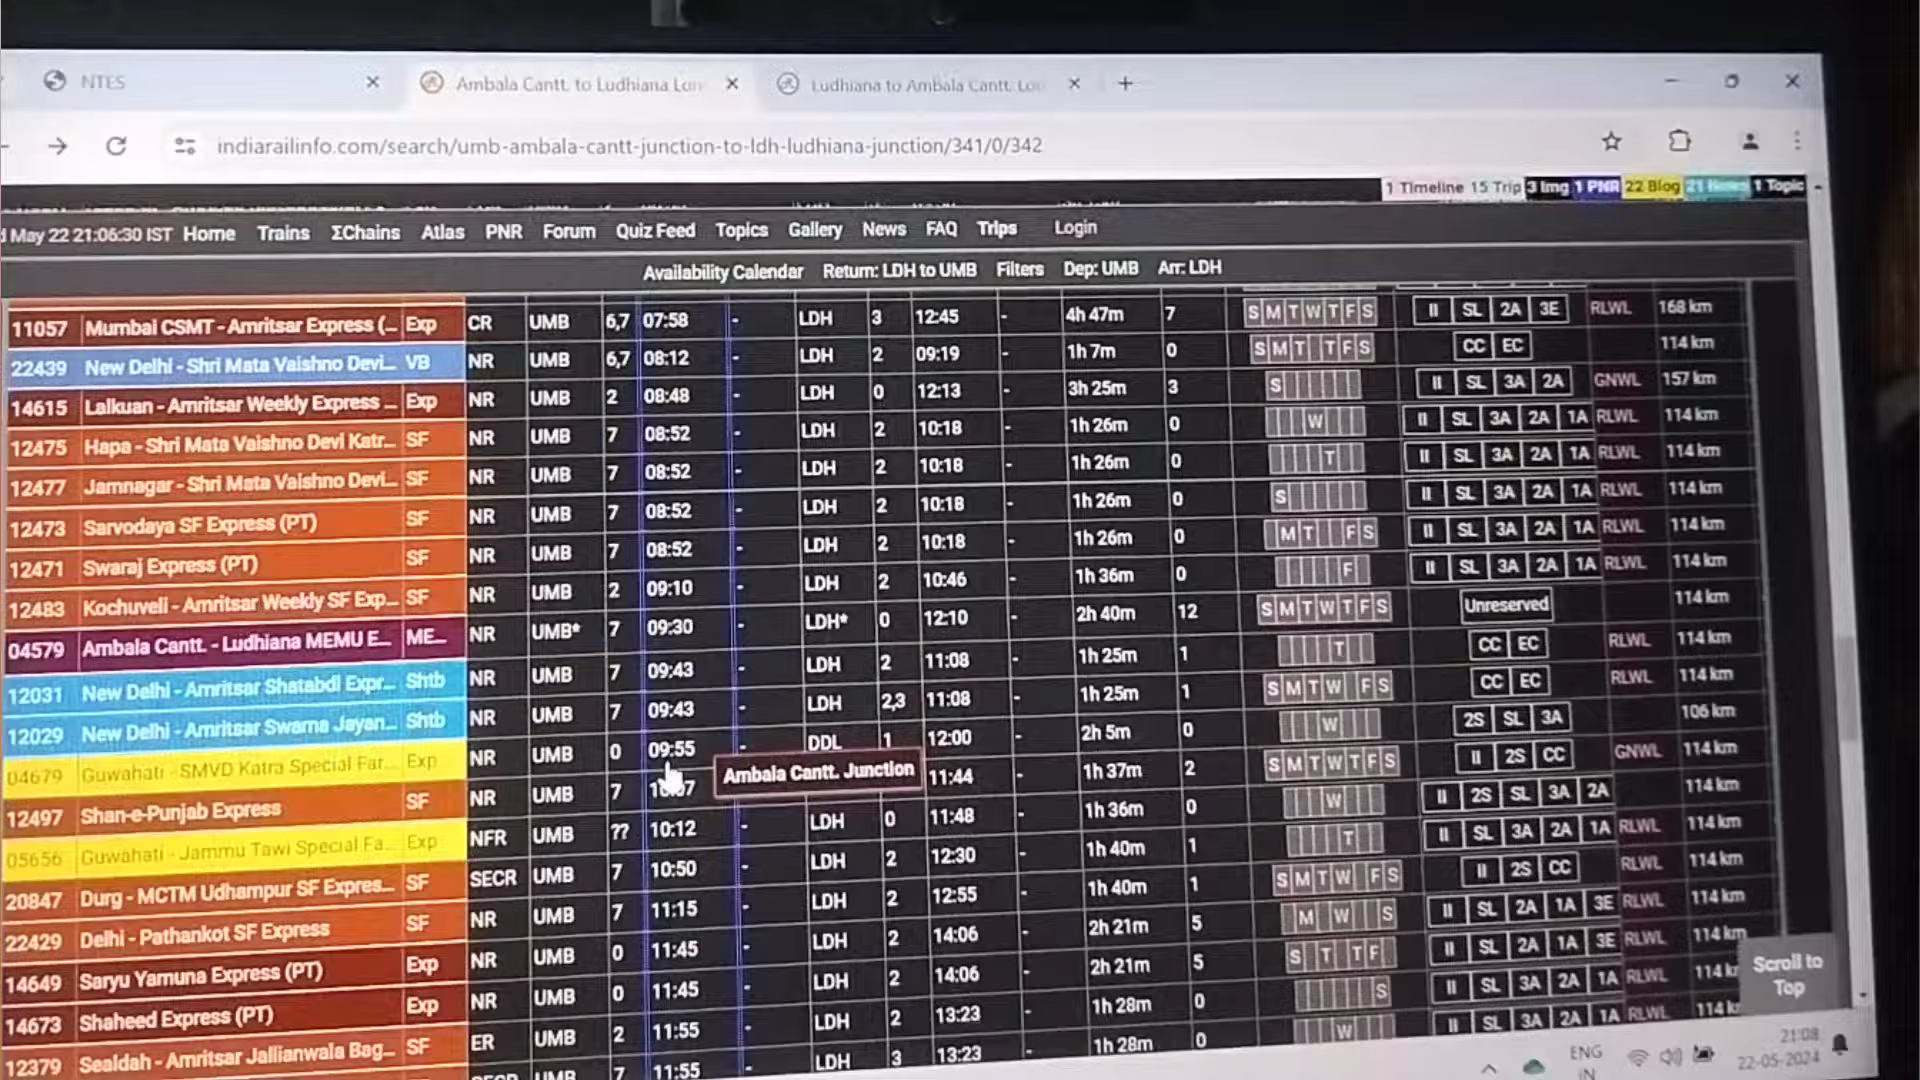 NTES
Ambala Cantt. to Ludhiana
Ludhiana to Ambala Cantt.
indiarailinfo.com/search/umb-ambala-cantt-junction-to-ldh-ludhiana-junction/341/0/342
1 Timeline 15 Trip 3 Img 1 PNR 22 Blog 1 Topic
May 22 21:06:30 IST Home Trains ΣChains Atlas PNR Forum Quiz Feed Topics Gallery News FAQ Trips Login
Availability Calendar Return: LDH to UMB Filters Dep: UMB Arr: LDH
11057 Mumbai CSMT - Amritsar Express (... Exp CR UMB 6,7 07:58 - LDH 3 12:45 - 4h 47m 7 S M T W T F S II SL 2A 3E RLWL 168 km
22439 New Delhi - Shri Mata Vaishno Devi... VB NR UMB 6,7 08:12 - LDH 2 09:19 - 1h 7m 0 S M T T F S CC EC 114 km
14615 Lalkuan - Amritsar Weekly Express ... Exp NR UMB 2 08:48 - LDH 0 12:13 - 3h 25m 3 S II SL 3A 2A GNWL 157 km
12475 Hapa - Shri Mata Vaishno Devi Katr... SF NR UMB 7 08:52 - LDH 2 10:18 - 1h 26m 0 W II SL 3A 2A 1A RLWL 114 km
12477 Jamnagar - Shri Mata Vaishno Devi... SF NR UMB 7 08:52 - LDH 2 10:18 - 1h 26m 0 T II SL 3A 2A 1A RLWL 114 km
12473 Sarvodaya SF Express (PT) SF NR UMB 7 08:52 - LDH 2 10:18 - 1h 26m 0 S II SL 3A 2A 1A RLWL 114 km
12471 Swaraj Express (PT) SF NR UMB 7 08:52 - LDH 2 10:18 - 1h 26m 0 M T F S II SL 3A 2A 1A RLWL 114 km
12483 Kochuveli - Amritsar Weekly SF Exp... SF NR UMB 2 09:10 - LDH 2 10:46 - 1h 36m 0 F II SL 3A 2A 1A RLWL 114 km
04579 Ambala Cantt. - Ludhiana MEMU E... ME... NR UMB* 7 09:30 - LDH* 0 12:10 - 2h 40m 12 S M T W T F S Unreserved 114 km
12031 New Delhi - Amritsar Shatabdi Expr... Shtb NR UMB 7 09:43 - LDH 2 11:08 - 1h 25m 1 T CC EC RLWL 114 km
12029 New Delhi - Amritsar Swarna Jayan... Shtb NR UMB 7 09:43 - LDH 2,3 11:08 - 1h 25m 1 S M T W F S CC EC RLWL 114 km
04679 Guwahati - SMVD Katra Special Far... Exp NR UMB 0 09:55 - DDL 1 12:00 - 2h 5m 0 W 2S SL 3A 106 km
Ambala Cantt. Junction
12497 Shan-e-Punjab Express SF NR UMB 7 11:44 - 1h 37m 2 S M T W T F S II 2S CC GNWL 114 km
05656 Guwahati - Jammu Tawi Special Fa... Exp NFR UMB ?? 10:12 - LDH 0 11:48 - 1h 36m 0 W II 2S SL 3A 2A 114 km
20847 Durg - MCTM Udhampur SF Expres... SF SECR UMB 7 10:50 - LDH 2 12:30 - 1h 40m 1 T II SL 3A 2A 1A RLWL 114 km
22429 Delhi - Pathankot SF Express SF NR UMB 7 11:15 - LDH 2 12:55 - 1h 40m 1 S M T W F S II 2S CC RLWL 114 km
14649 Saryu Yamuna Express (PT) Exp NR UMB 0 11:45 - LDH 2 14:06 - 2h 21m 5 M W S II SL 2A 1A 3E RLWL 114 km
14673 Shaheed Express (PT) Exp NR UMB 0 11:45 - LDH 2 14:06 - 2h 21m 5 S T T F II SL 2A 1A 3E RLWL 114 km
12379 Sealdah - Amritsar Jallianwala Bag... SF ER UMB 2 11:55 - LDH 2 13:23 - 1h 28m 0 S II SL 3A 2A 1A RLWL 114
UMB 7 11:55 - LDH 3 13:23 - 1h 28m 0 W II SL 3A 2A 1A RLWL 114
Scroll to
Top
ENG
IN
21:08
22-05-2024